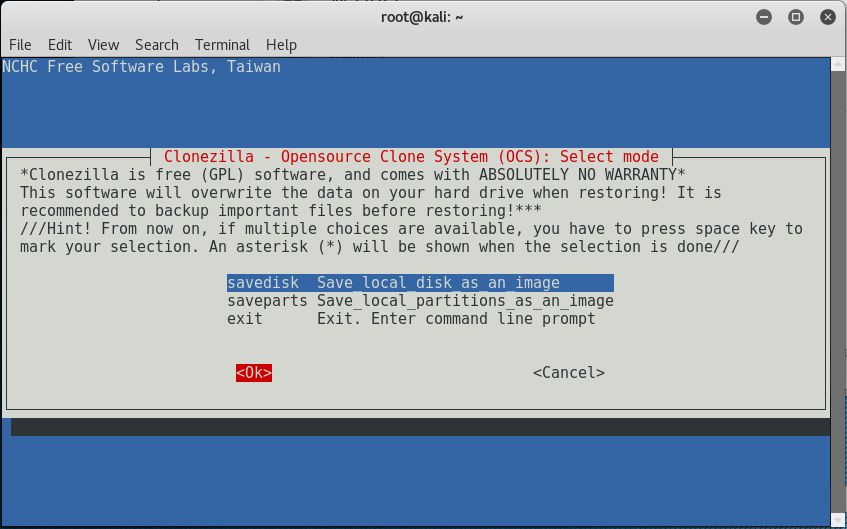 root@kali: ~
File Edit View Search Terminal Help
NCHC Free Software Labs, Taiwan
Clonezilla - Opensource Clone System (OCS): Select mode
*Clonezilla is free (GPL) software, and comes with ABSOLUTELY NO WARRANTY*
This software will overwrite the data on your hard drive when restoring! It is
recommended to backup important files before restoring!***
///Hint! From now on, if multiple choices are available, you have to press space key to
mark your selection. An asterisk (*) will be shown when the selection is done///
savedisk Save_local_disk_as_an_image
saveparts Save_local_partitions_as_an_image
exit Exit. Enter command line prompt
<Ok> <Cancel>